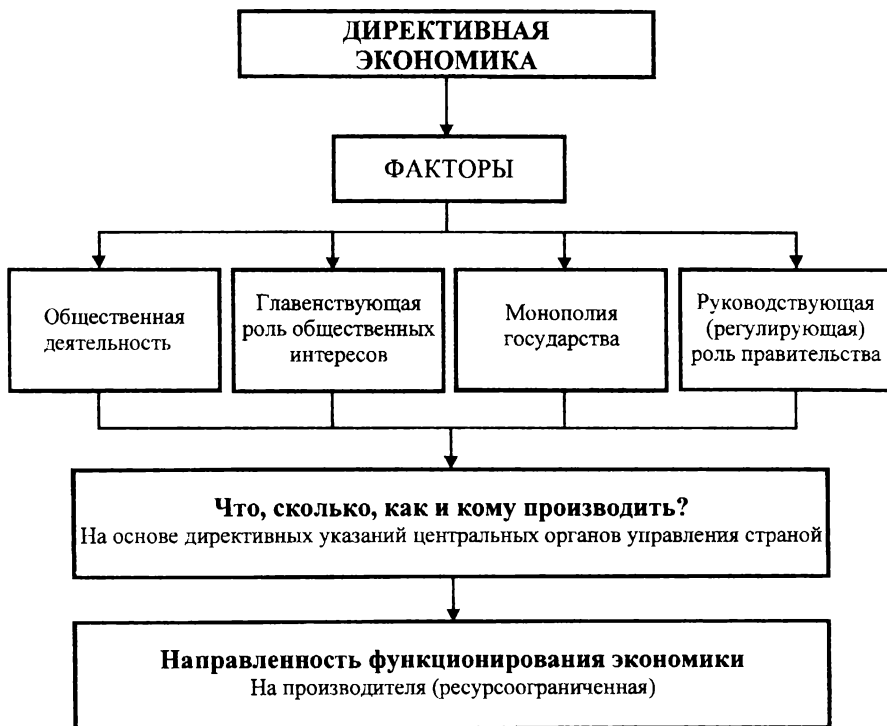 ДИРЕКТИВНАЯ
ЭКОНОМИКА
ФАКТОРЫ
Общественная
деятельность
Главенствующая
роль общественных
интересов
Монополия
государства
Руководствующая
(регулирующая)
роль правительства
Что, сколько, как и кому производить?
На основе директивных указаний центральных органов управления страной
Направленность функционирования экономики
На производителя (ресурсоограниченная)